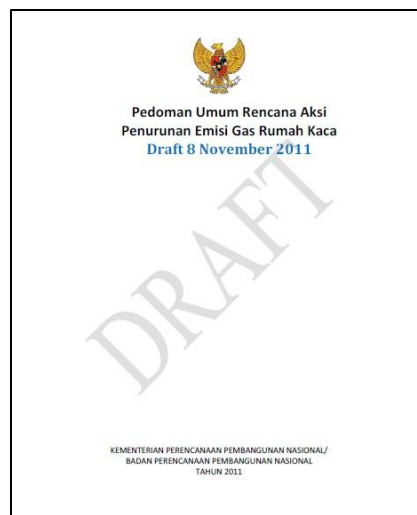 Pedoman Umum Rencana Aksi
Penurunan Emisi Gas Rumah Kaca
Draft 8 November 2011
DRAFT
KEMENTERIAN PERENCANAAN PEMBANGUNAN NASIONAL/
BADAN PERENCANAAN PEMBANGUNAN NASIONAL
TAHUN 2011